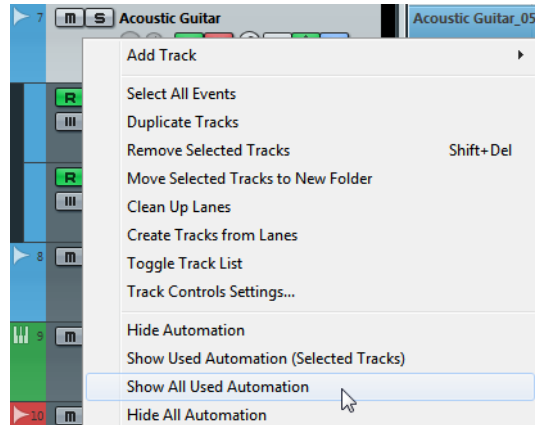 7 m S Acoustic Guitar Acoustic Guitar_05
Add Track
R Select All Events
Duplicate Tracks
Remove Selected Tracks Shift+Del
R Move Selected Tracks to New Folder
Clean Up Lanes
Create Tracks from Lanes
8 m Toggle Track List
Track Controls Settings...
9 m Hide Automation
Show Used Automation (Selected Tracks)
Show All Used Automation
10 m Hide All Automation